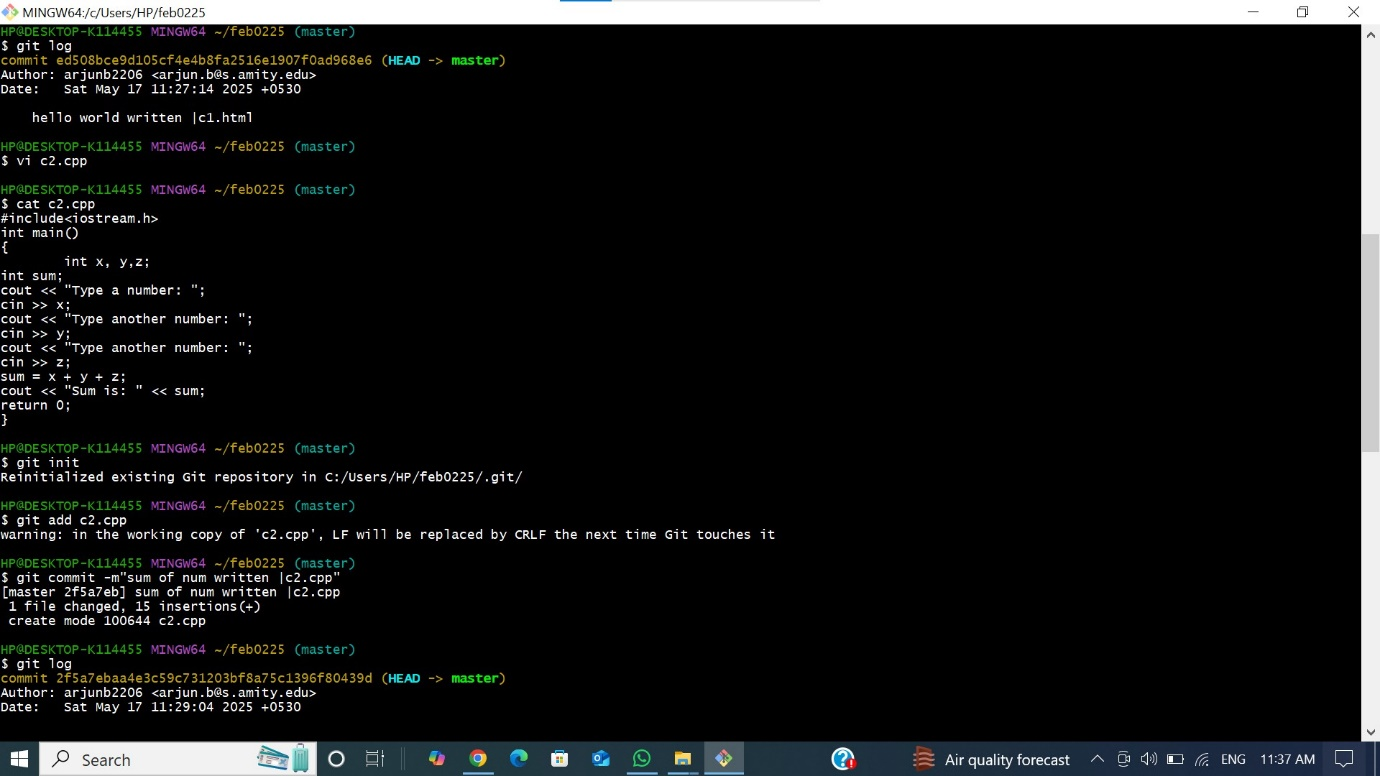 MINGW64:/c/Users/HP/feb0225
HP@DESKTOP-K114455 MINGW64 ~/feb0225 (master)
$ git log
commit ed508bce9d105cf4e4b8fa2516e1907f0ad968e6 (HEAD -> master)
Author: arjunb2206 <arjun.b@s.amity.edu>
Date:   Sat May 17 11:27:14 2025 +0530
    hello world written |c1.html
HP@DESKTOP-K114455 MINGW64 ~/feb0225 (master)
$ vi c2.cpp
HP@DESKTOP-K114455 MINGW64 ~/feb0225 (master)
$ cat c2.cpp
#include<iostream.h>
int main()
{
        int x, y,z;
int sum;
cout << "Type a number: ";
cin >> x;
cout << "Type another number: ";
cin >> y;
cout << "Type another number: ";
cin >> z;
sum = x + y + z;
cout << "Sum is: " << sum;
return 0;
}
HP@DESKTOP-K114455 MINGW64 ~/feb0225 (master)
$ git init
Reinitialized existing Git repository in C:/Users/HP/feb0225/.git/
HP@DESKTOP-K114455 MINGW64 ~/feb0225 (master)
$ git add c2.cpp
warning: in the working copy of 'c2.cpp', LF will be replaced by CRLF the next time Git touches it
HP@DESKTOP-K114455 MINGW64 ~/feb0225 (master)
$ git commit -m"sum of num written |c2.cpp"
[master 2f5a7eb] sum of num written |c2.cpp
 1 file changed, 15 insertions(+)
 create mode 100644 c2.cpp
HP@DESKTOP-K114455 MINGW64 ~/feb0225 (master)
$ git log
commit 2f5a7ebaa4e3c59c731203bf8a75c1396f80439d (HEAD -> master)
Author: arjunb2206 <arjun.b@s.amity.edu>
Date:   Sat May 17 11:29:04 2025 +0530
Search
Air quality forecast
ENG
11:37 AM